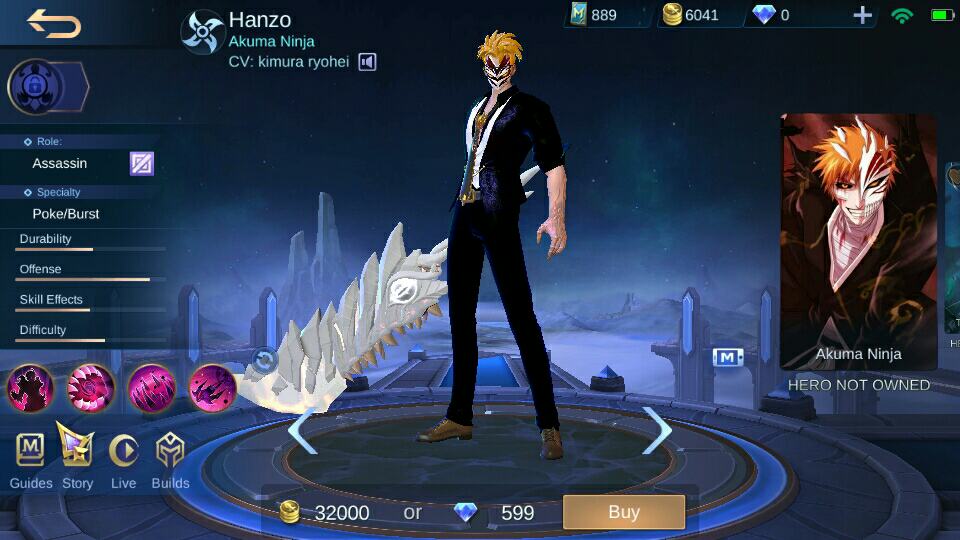 Hanzo
Akuma Ninja
CV: kimura ryohei
889
6041
0
Role:
Assassin
Specialty
Poke/Burst
Durability
Offense
Skill Effects
Difficulty
M
Akuma Ninja
HERO NOT OWNED
Guides
Story
Live
Builds
32000 or 599
Buy